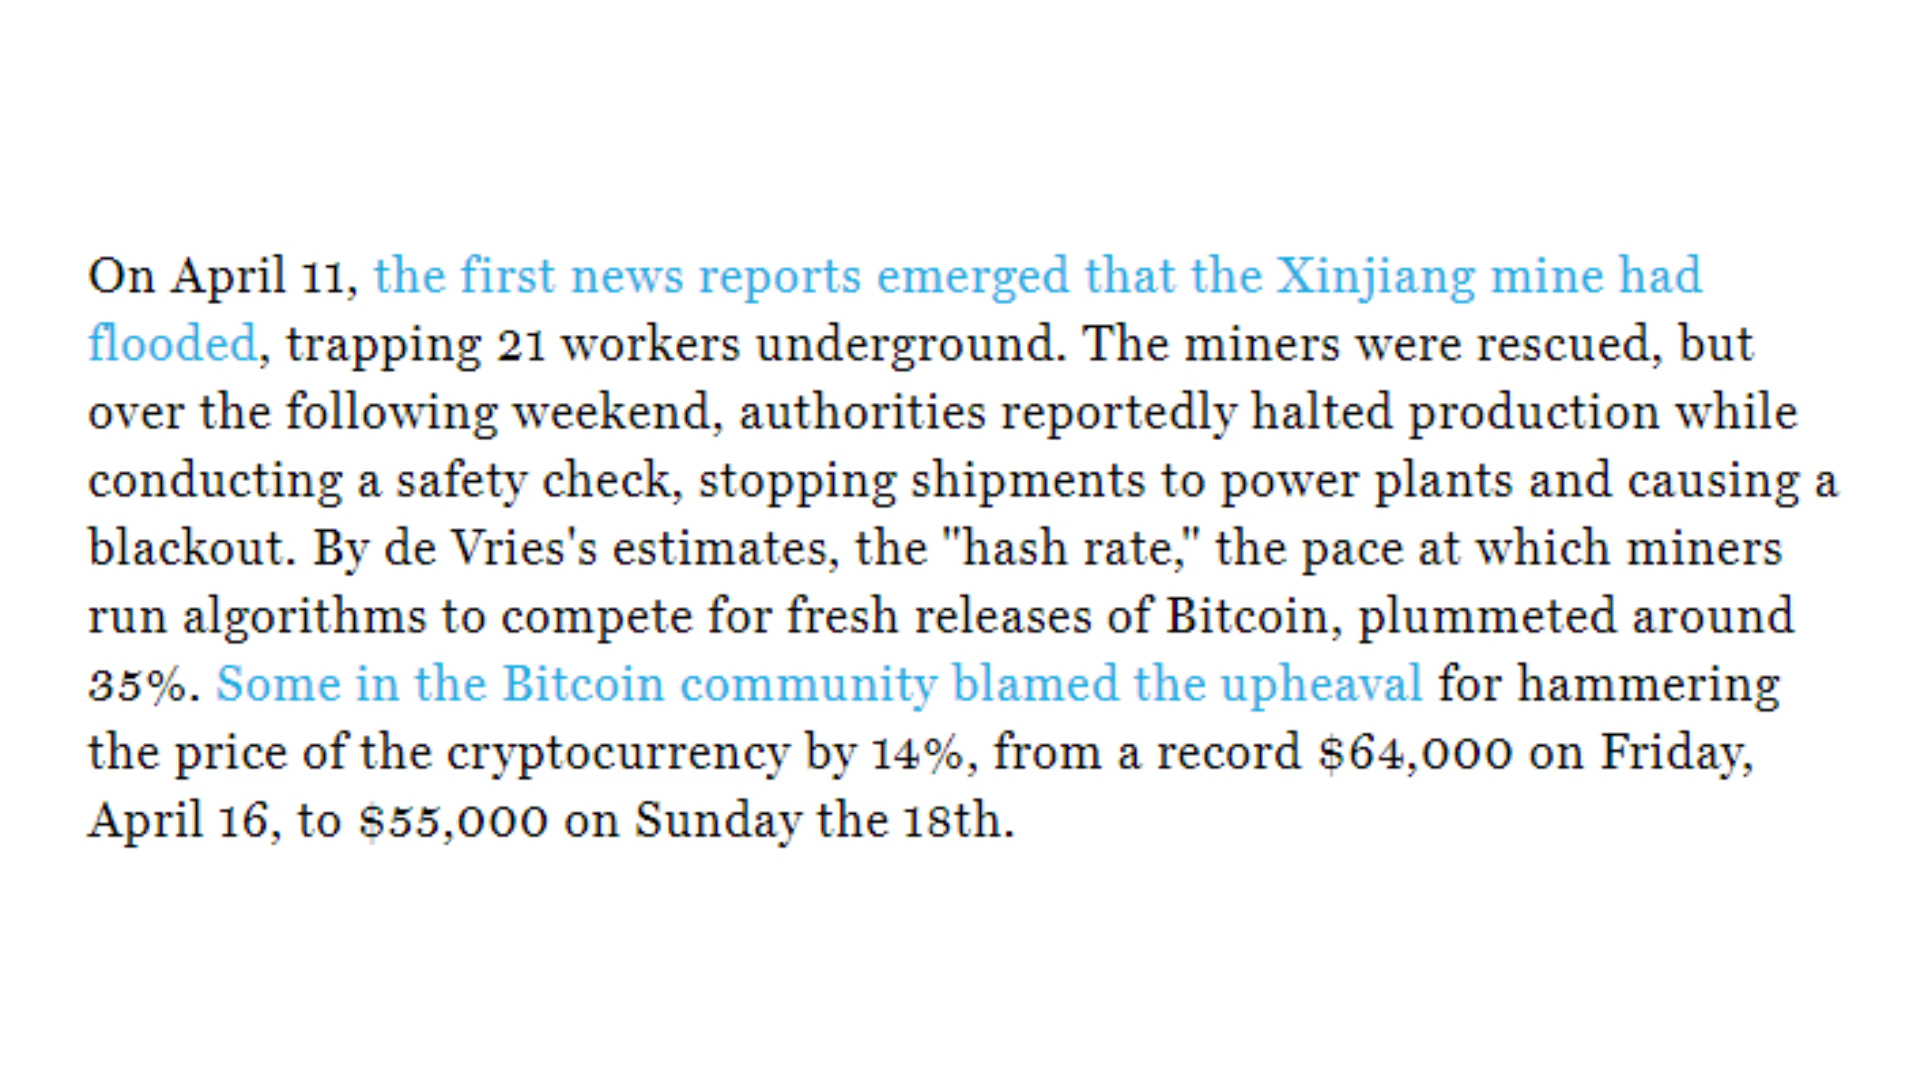 On April 11, the first news reports emerged that the Xinjiang mine had
flooded, trapping 21 workers underground. The miners were rescued, but
over the following weekend, authorities reportedly halted production while
conducting a safety check, stopping shipments to power plants and causing a
blackout. By de Vries's estimates, the "hash rate," the pace at which miners
run algorithms to compete for fresh releases of Bitcoin, plummeted around
35%. Some in the Bitcoin community blamed the upheaval for hammering
the price of the cryptocurrency by 14%, from a record $64,000 on Friday,
April 16, to $55,000 on Sunday the 18th.